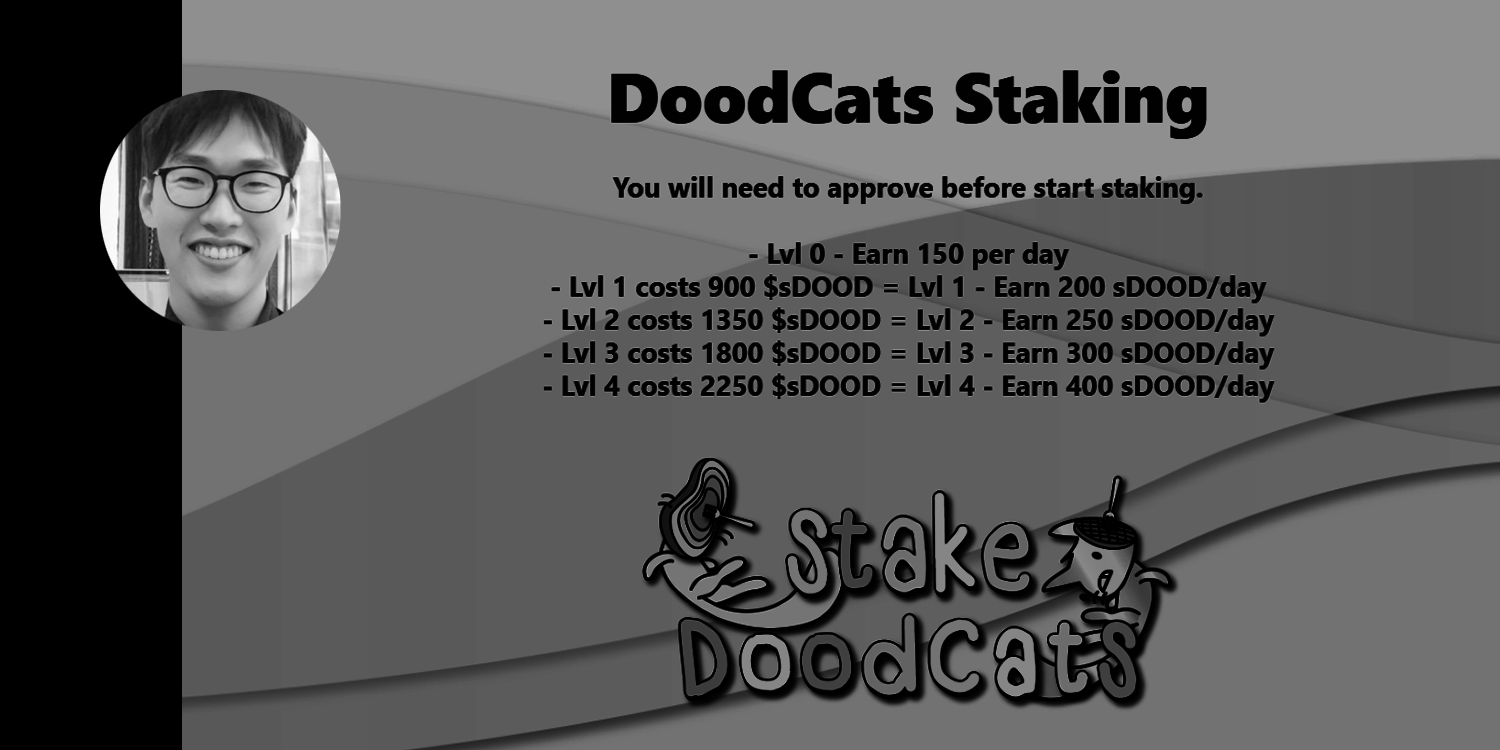 DoodCats Staking
You will need to approve before start staking.
- Lvl 0 - Earn 150 per day
- Lvl 1 costs 900 $sDOOD = Lvl 1 - Earn 200 sDOOD/day
- Lvl 2 costs 1350 $sDOOD = Lvl 2 - Earn 250 sDOOD/day
- Lvl 3 costs 1800 $sDOOD = Lvl 3 - Earn 300 sDOOD/day
- Lvl 4 costs 2250 $sDOOD = Lvl 4 - Earn 400 sDOOD/day
Stake
DoodCats